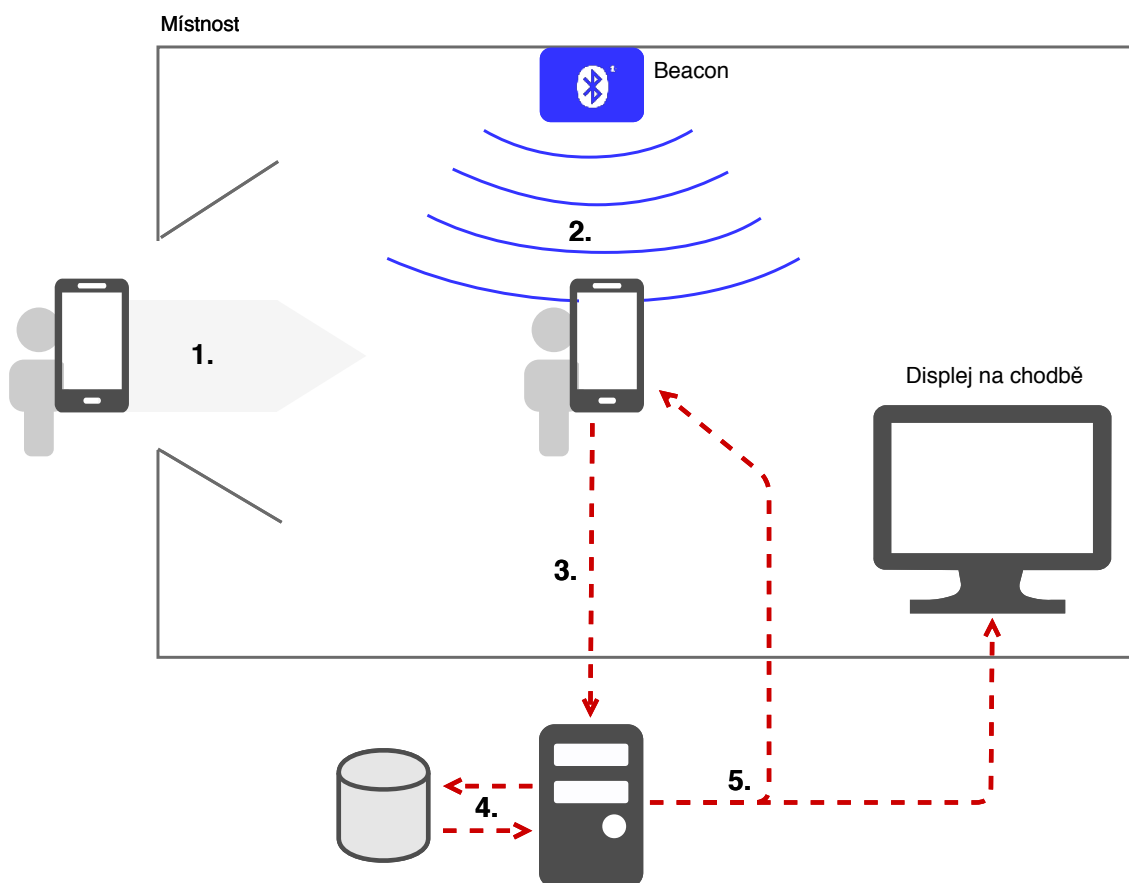 Místnost
Beacon
2.
1.
Displej na chodbě
3.
5.
4.